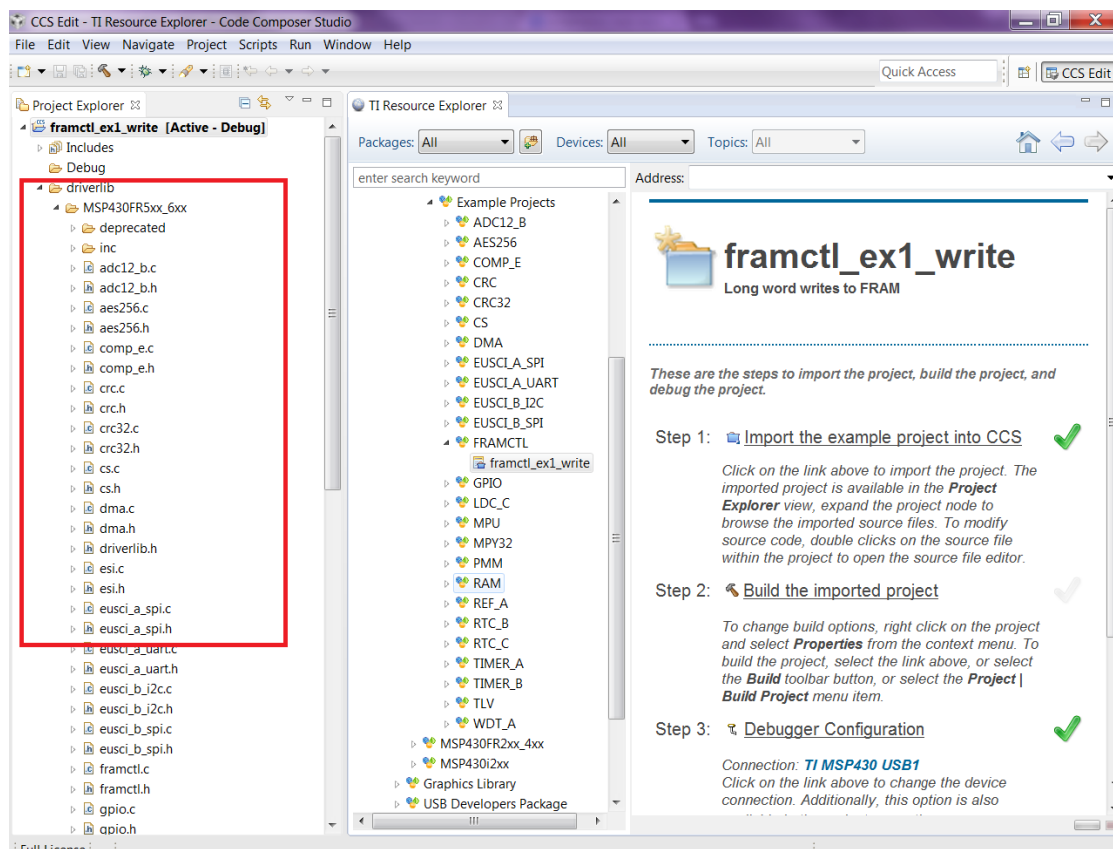 CCS Edit - TI Resource Explorer - Code Composer Studio
File Edit View Navigate Project Scripts Run Window Help
Quick Access
CCS Edit
Project Explorer
framctl_ex1_write [Active - Debug]
Includes
Debug
driverlib
MSP430FR5xx_6xx
deprecated
inc
adc12_b.c
adc12_b.h
aes256.c
aes256.h
comp_e.c
comp_e.h
crc.c
crc.h
crc32.c
crc32.h
cs.c
cs.h
dma.c
dma.h
driverlib.h
esi.c
esi.h
eusci_a_spi.c
eusci_a_spi.h
eusci_a_uart.c
eusci_a_uart.h
eusci_b_i2c.c
eusci_b_i2c.h
eusci_b_spi.c
eusci_b_spi.h
framctl.c
framctl.h
gpio.c
gpio.h
TI Resource Explorer
Packages: All Devices: All Topics: All
enter search keyword
Example Projects
ADC12_B
AES256
COMP_E
CRC
CRC32
CS
DMA
EUSCI_A_SPI
EUSCI_A_UART
EUSCI_B_I2C
EUSCI_B_SPI
FRAMCTL
framctl_ex1_write
GPIO
LDC_C
MPU
MPY32
PMM
RAM
REF_A
RTC_B
RTC_C
TIMER_A
TIMER_B
TLV
WDT_A
MSP430FR2xx_4xx
MSP430i2xx
Graphics Library
USB Developers Package
Address:
framctl_ex1_write
Long word writes to FRAM
These are the steps to import the project, build the project, and
debug the project.
Step 1: Import the example project into CCS
Click on the link above to import the project. The
imported project is available in the Project
Explorer view, expand the project node to
browse the imported source files. To modify
source code, double clicks on the source file
within the project to open the source file editor.
Step 2: Build the imported project
To change build options, right click on the project
and select Properties from the context menu. To
build the project, select the link above, or select
the Build toolbar button, or select the Project |
Build Project menu item.
Step 3: Debugger Configuration
Connection: TI MSP430 USB1
Click on the link above to change the device
connection. Additionally, this option is also
Full License